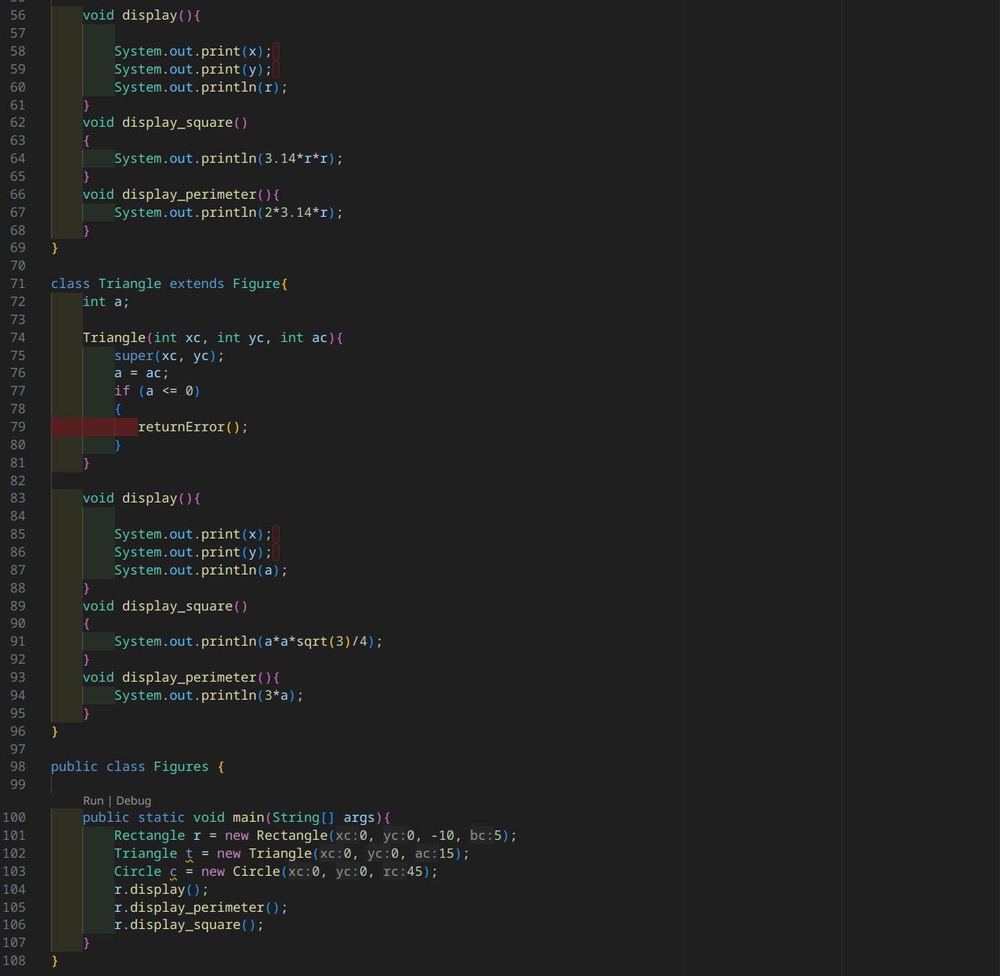 56 void display(){
57
58 System.out.print(x);
59 System.out.print(y);
60 System.out.println(r);
61 }
62 void display_square()
63 {
64 System.out.println(3.14*r*r);
65 }
66 void display_perimeter(){
67 System.out.println(2*3.14*r);
68 }
69 }
70
71 class Triangle extends Figure{
72 int a;
73
74 Triangle(int xc, int yc, int ac){
75 super(xc, yc);
76 a = ac;
77 if (a <= 0)
78 {
79 returnError();
80 }
81 }
82
83 void display(){
84
85 System.out.print(x);
86 System.out.print(y);
87 System.out.println(a);
88 }
89 void display_square()
90 {
91 System.out.println(a*a*sqrt(3)/4);
92 }
93 void display_perimeter(){
94 System.out.println(3*a);
95 }
96 }
97
98 public class Figures {
99
Run | Debug
100 public static void main(String[] args){
101 Rectangle r = new Rectangle(xc:0, yc:0, -10, bc:5);
102 Triangle t = new Triangle(xc:0, yc:0, ac:15);
103 Circle c = new Circle(xc:0, yc:0, rc:45);
104 r.display();
105 r.display_perimeter();
106 r.display_square();
107 }
108 }